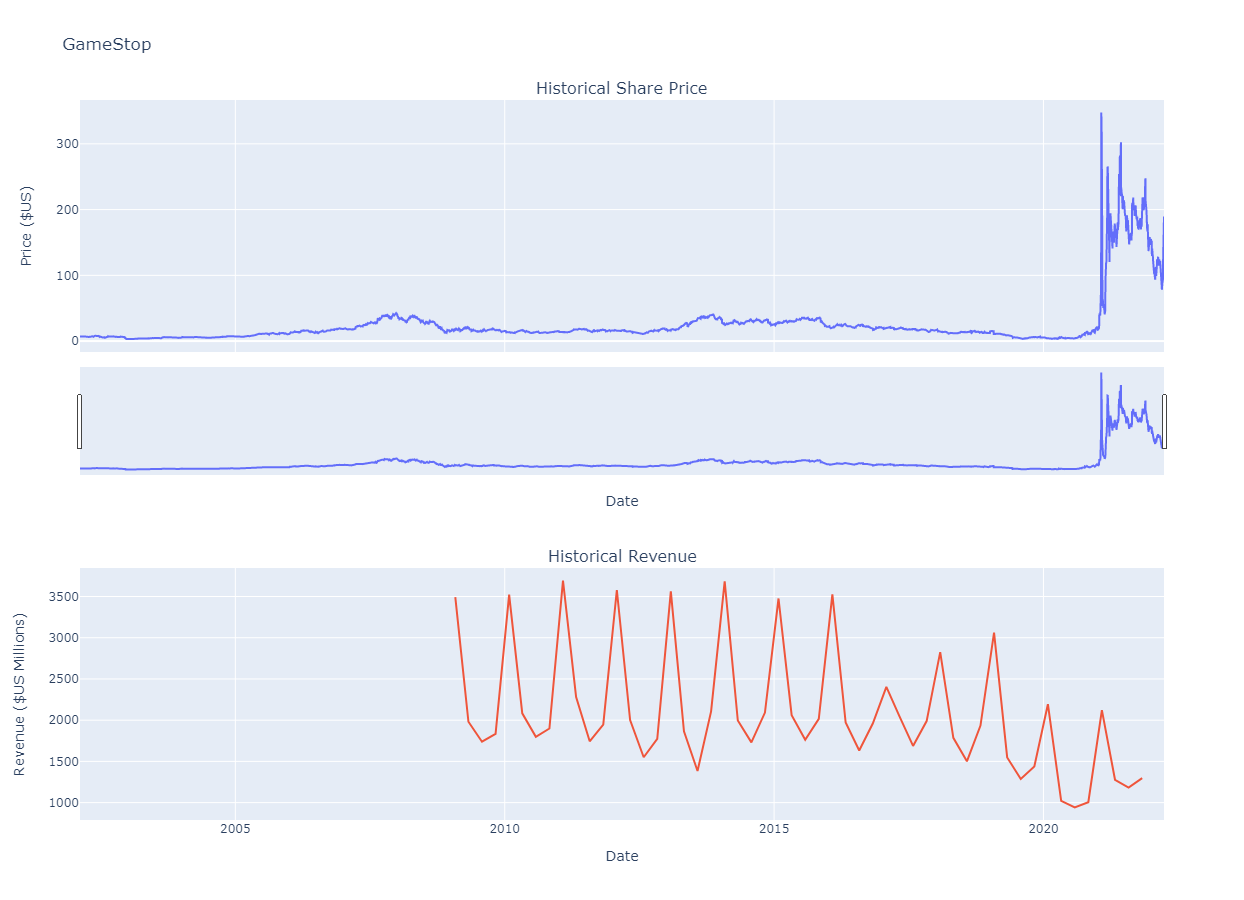 GameStop
Historical Share Price
Price ($US)
300
200
100
0
Date
Historical Revenue
Revenue ($US Millions)
3500
3000
2500
2000
1500
1000
2005
2010
2015
2020
Date